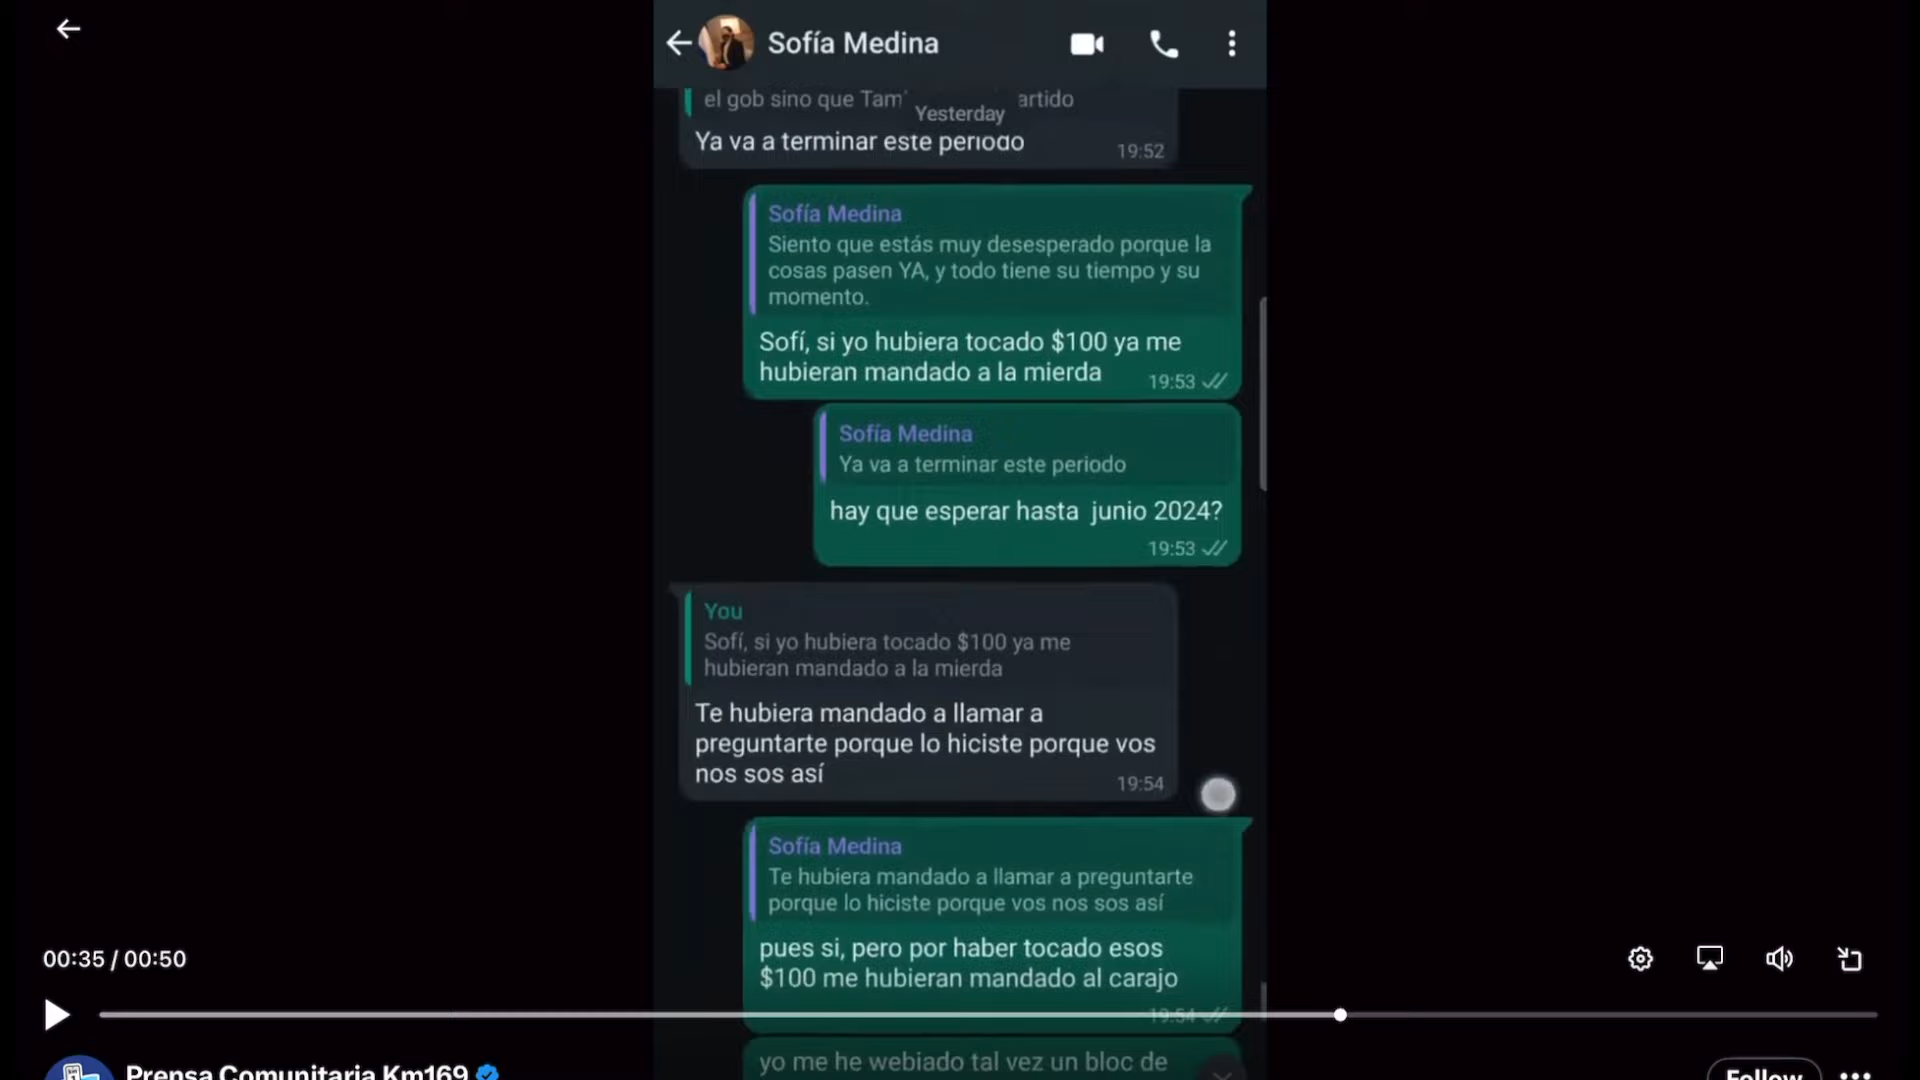 Sofía Medina
el gob sino que Tam
artido
Yesterday
Ya va a terminar este periodo
19:52
Sofía Medina
Siento que estás muy desesperado porque la
cosas pasen YA, y todo tiene su tiempo y su
momento.
Sofí, si yo hubiera tocado $100 ya me
hubieran mandado a la mierda
19:53
Sofía Medina
Ya va a terminar este periodo
hay que esperar hasta junio 2024?
19:53
You
Sofí, si yo hubiera tocado $100 ya me
hubieran mandado a la mierda
Te hubiera mandado a llamar a
preguntarte porque lo hiciste porque vos
nos sos así
19:54
Sofía Medina
Te hubiera mandado a llamar a preguntarte
porque lo hiciste porque vos nos sos así
pues si, pero por haber tocado esos
$100 me hubieran mandado al carajo
19:54
yo me he webiado tal vez un bloc de
00:35 / 00:50
Prensa Comunitaria Km169
Follow